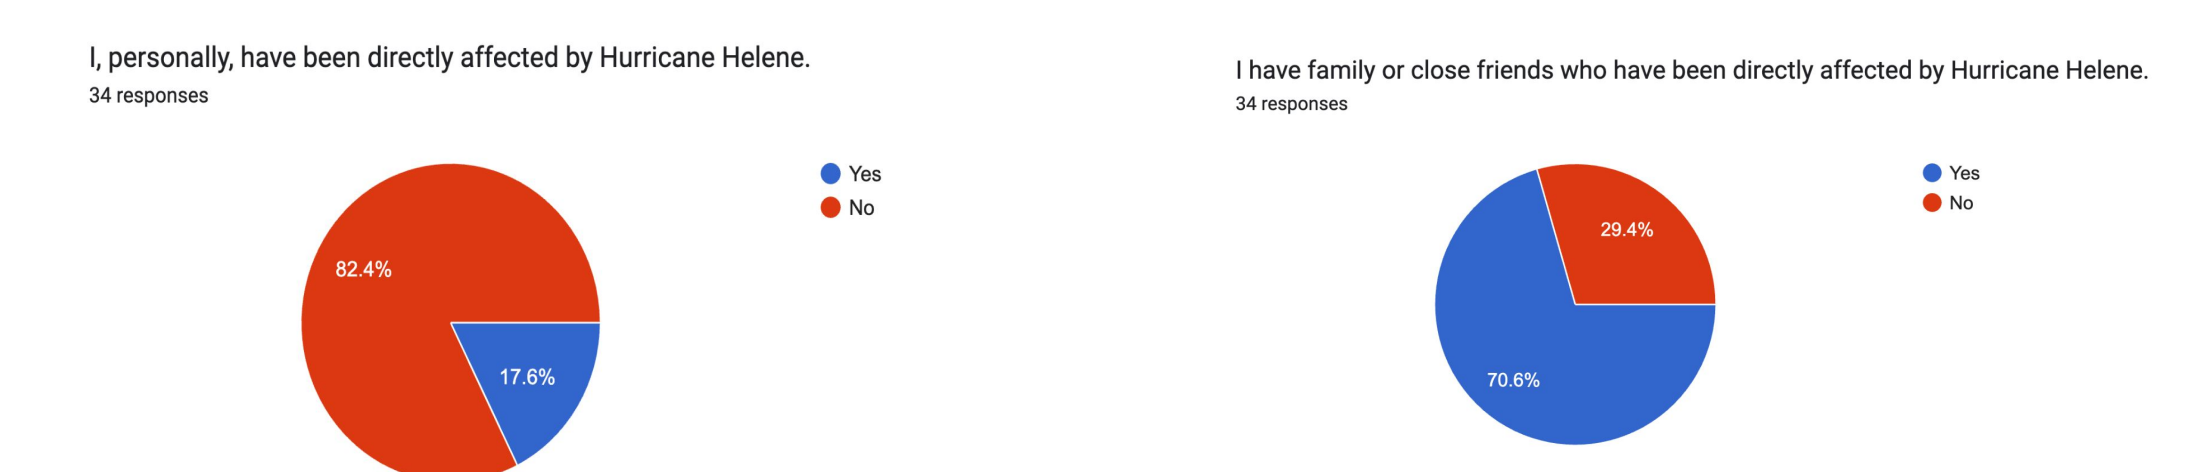 I, personally, have been directly affected by Hurricane Helene.
34 responses
Yes
No
82.4%
17.6%
I have family or close friends who have been directly affected by Hurricane Helene.
34 responses
Yes
No
29.4%
70.6%